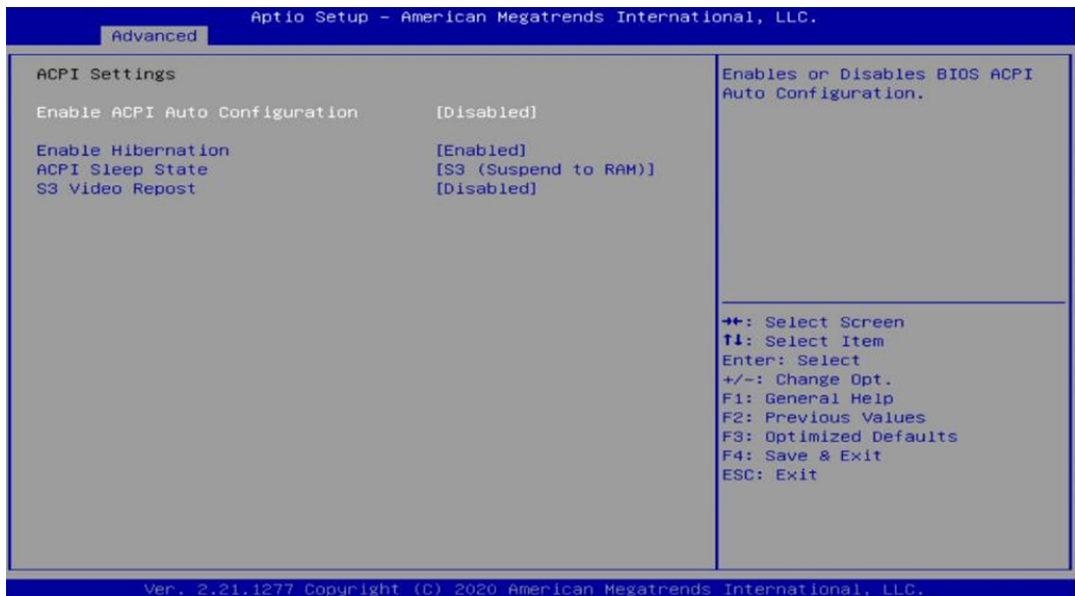 Aptio Setup – American Megatrends International, LLC.
Advanced
ACPI Settings
Enable ACPI Auto Configuration [Disabled]
Enable Hibernation [Enabled]
ACPI Sleep State [S3 (Suspend to RAM)]
S3 Video Repost [Disabled]
Enables or Disables BIOS ACPI
Auto Configuration.
→←: Select Screen
↑↓: Select Item
Enter: Select
+/-: Change Opt.
F1: General Help
F2: Previous Values
F3: Optimized Defaults
F4: Save & Exit
ESC: Exit
Ver. 2.21.1277 Copyright (C) 2020 American Megatrends International, LLC.